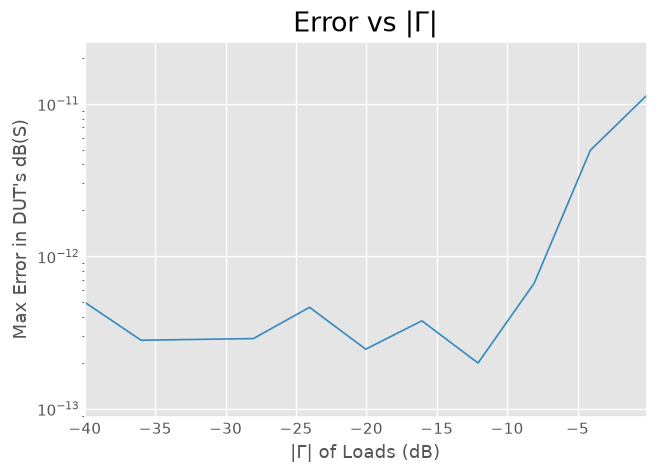 Error vs |Γ|
Max Error in DUT's dB(S)
10⁻¹¹
10⁻¹²
10⁻¹³
−40 −35 −30 −25 −20 −15 −10 −5
|Γ| of Loads (dB)